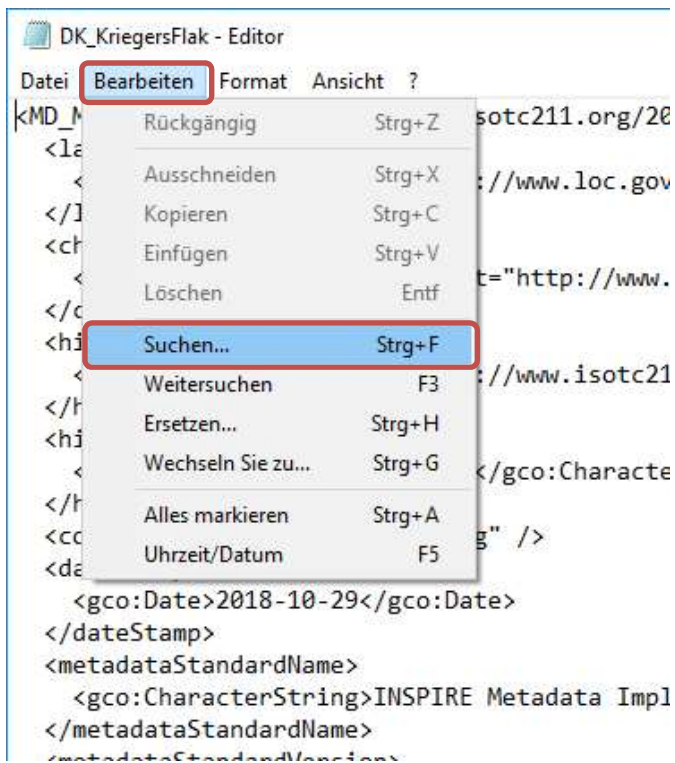 DK_KriegersFlak - Editor
Datei Bearbeiten Format Ansicht ?
<MD_M sotc211.org/20
Rückgängig Strg+Z
<la
Ausschneiden Strg+X ://www.loc.gov
</l Kopieren Strg+C
<ch
Einfügen Strg+V
< t="http://www.
Löschen Entf
</c
<hi Suchen... Strg+F
< Weitersuchen F3 ://www.isotc21
</h
Ersetzen... Strg+H
<hi
< Wechseln Sie zu... Strg+G </gco:Characte
</h
Alles markieren Strg+A
<co g" />
Uhrzeit/Datum F5
<da
<gco:Date>2018-10-29</gco:Date>
</dateStamp>
<metadataStandardName>
<gco:CharacterString>INSPIRE Metadata Impl
</metadataStandardName>
<metadataStandardVersion>